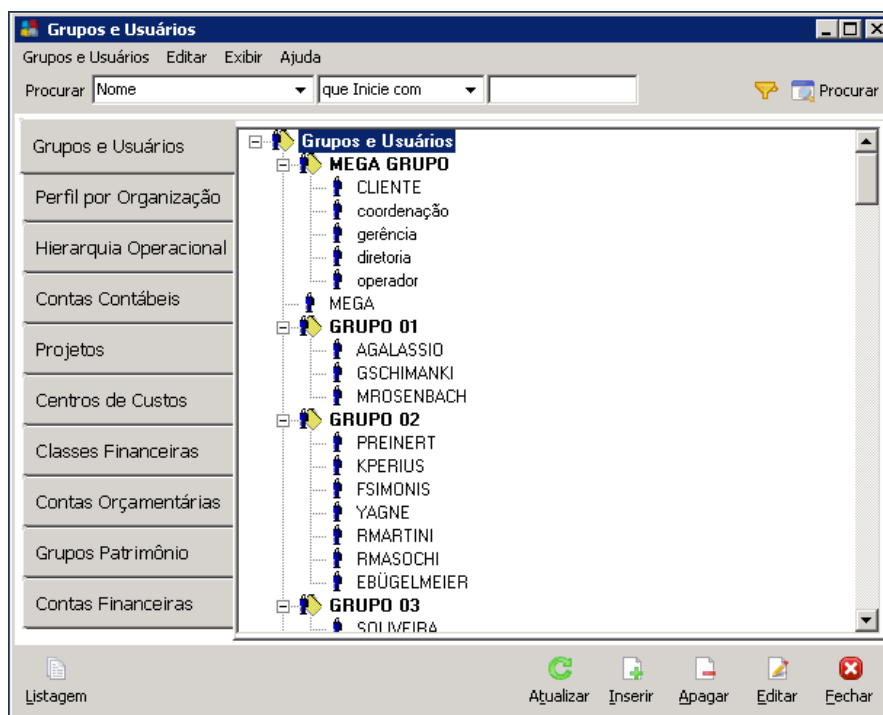 Grupos e Usuários
Grupos e Usuários Editar Exibir Ajuda
Procurar Nome que Inicie com Procurar
Grupos e Usuários
Perfil por Organização
Hierarquia Operacional
Contas Contábeis
Projetos
Centros de Custos
Classes Financeiras
Contas Orçamentárias
Grupos Patrimônio
Contas Financeiras
Grupos e Usuários
MEGA GRUPO
CLIENTE
coordenação
gerência
diretoria
operador
MEGA
GRUPO 01
AGALASSIO
GSCHIMANKI
MROSENBACH
GRUPO 02
PREINERT
KPERIUS
FSIMONIS
YAGNE
RMARTINI
RMASOCHI
EBÜGELMEIER
GRUPO 03
SOLIVEIRA
Listagem Atualizar Inserir Apagar Editar Fechar